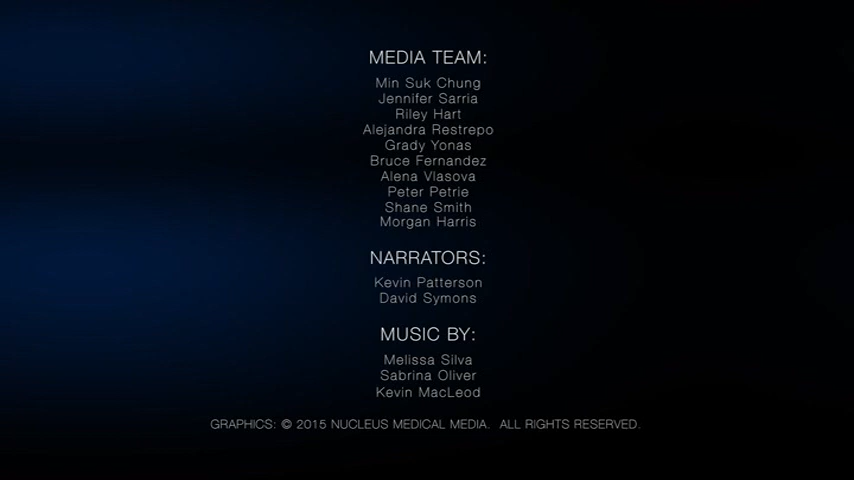 MEDIA TEAM:
Min Suk Chung
Jennifer Sarria
Riley Hart
Alejandra Restrepo
Grady Yonas
Bruce Fernandez
Alena Vlasova
Peter Petrie
Shane Smith
Morgan Harris
NARRATORS:
Kevin Patterson
David Symons
MUSIC BY:
Melissa Silva
Sabrina Oliver
Kevin MacLeod
GRAPHICS: © 2015 NUCLEUS MEDICAL MEDIA. ALL RIGHTS RESERVED.